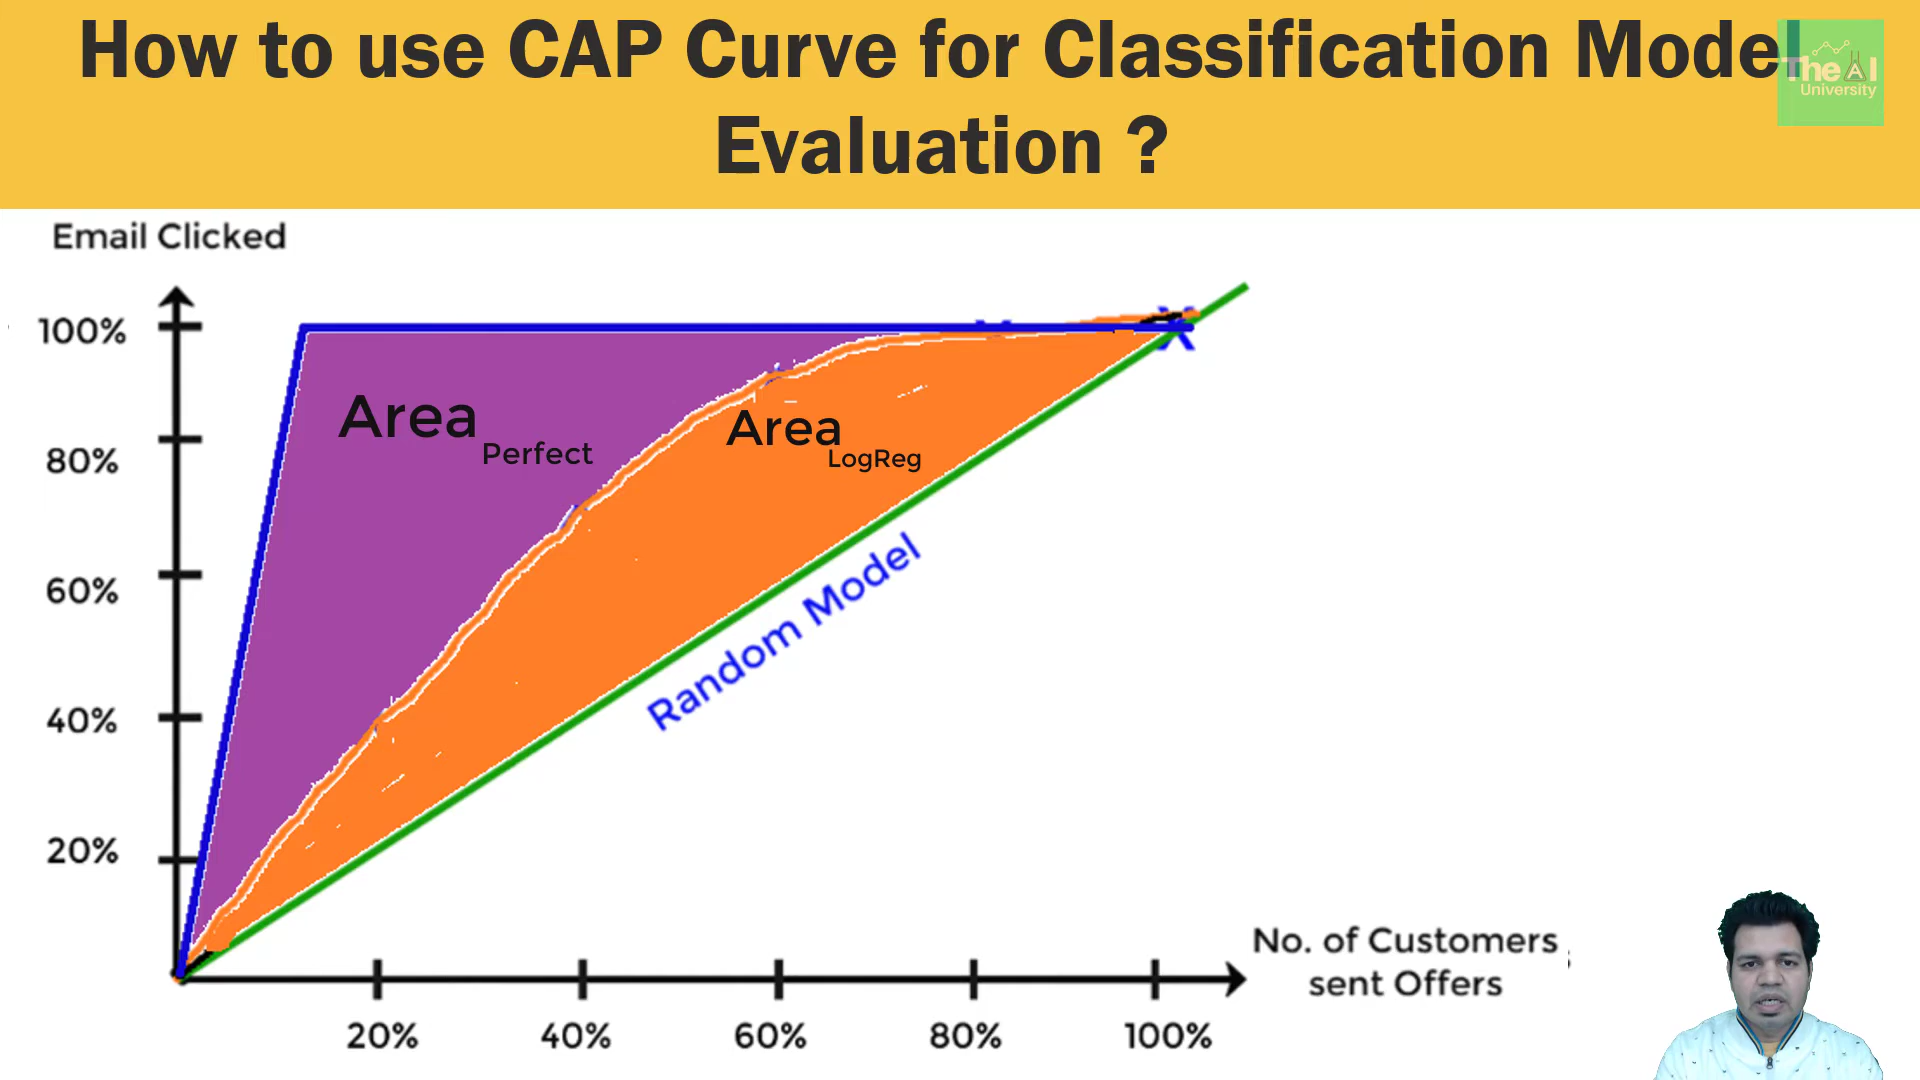 How to use CAP Curve for Classification Model
Evaluation ?
The AI
University
Email Clicked
100%
80%
60%
40%
20%
Area
Perfect
Area
LogReg
Random Model
No. of Customers
sent Offers
20%
40%
60%
80%
100%